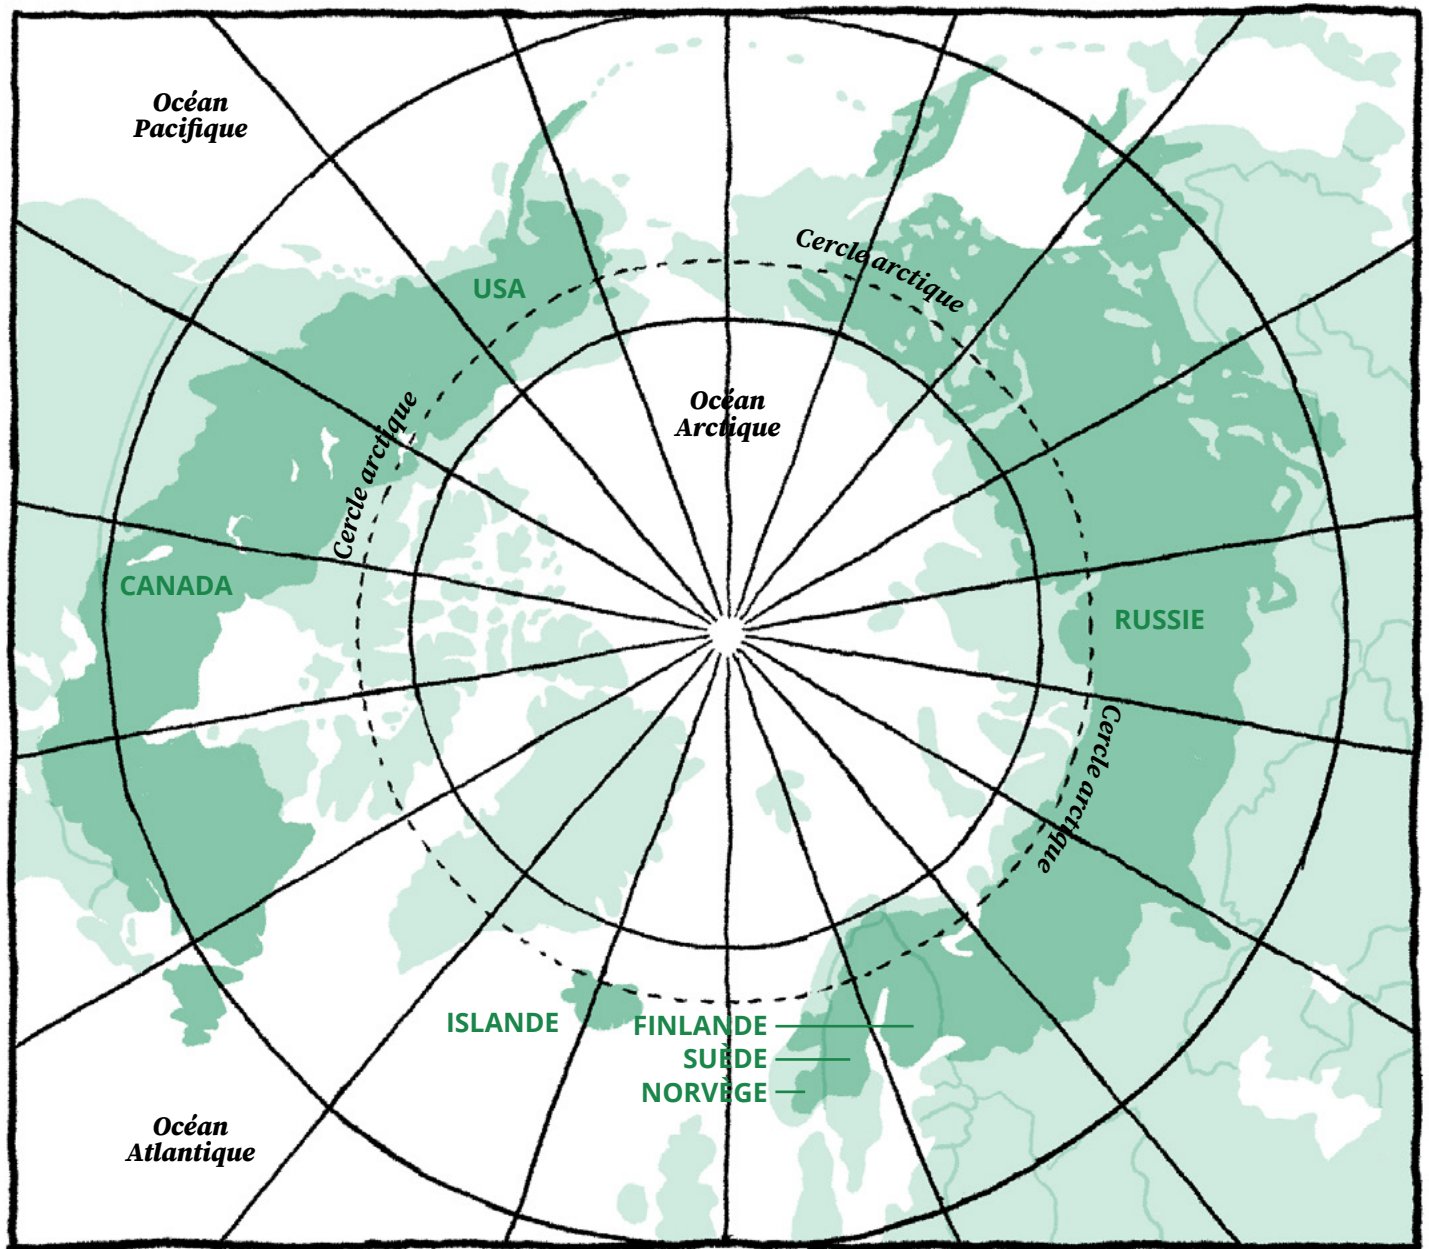 Océan
Pacifique
Cercle arctique
USA
Océan
Arctique
Cercle arctique
CANADA
RUSSIE
Cercle arctique
ISLANDE
FINLANDE
SUÈDE
NORVÈGE
Océan
Atlantique